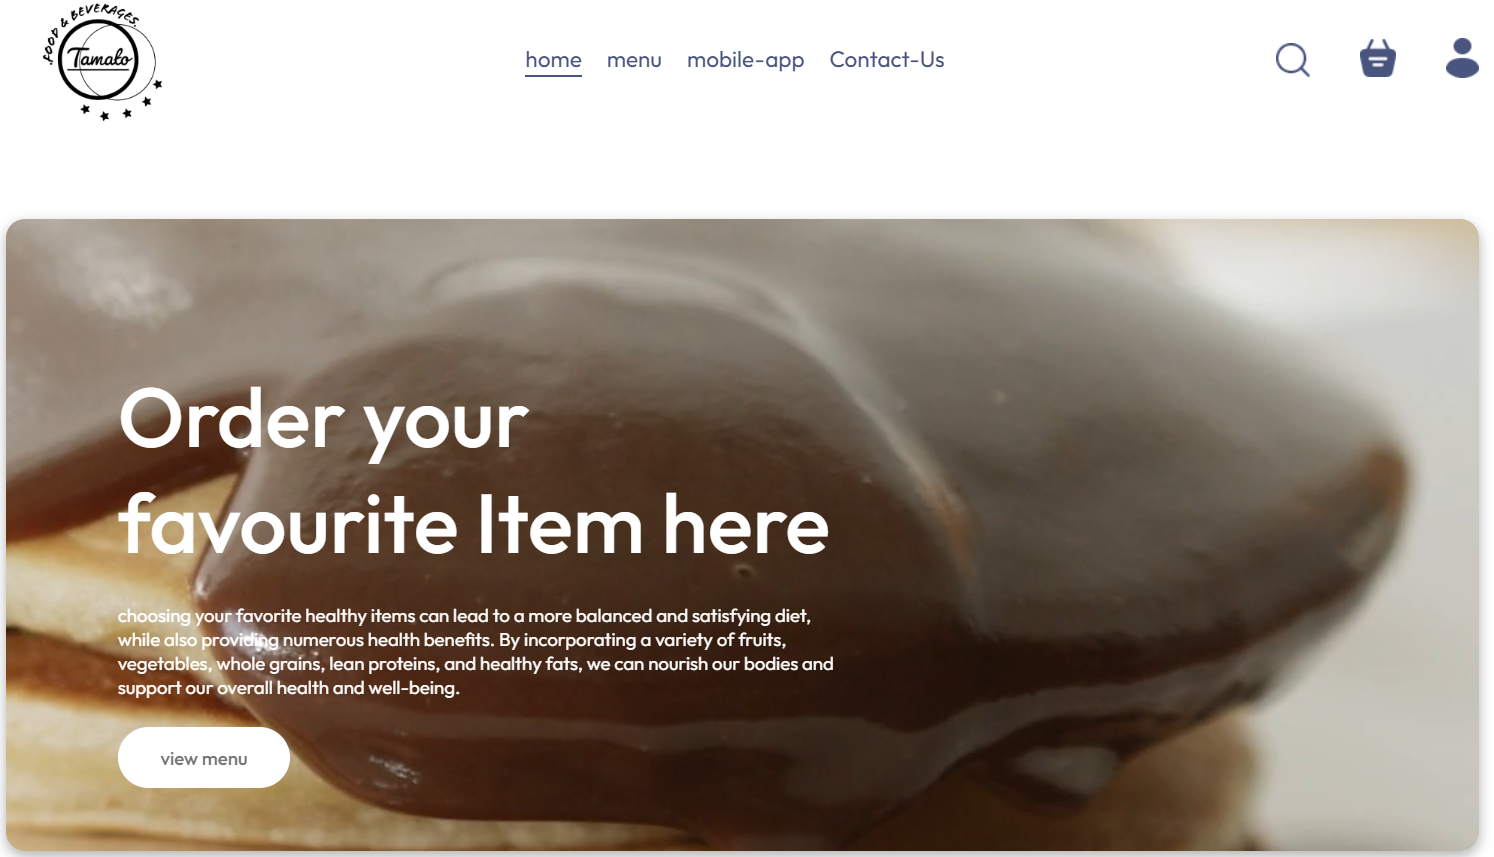 FOOD & BEVERAGES.
Tamato
home menu mobile-app Contact-Us
Order your
favourite Item here
choosing your favorite healthy items can lead to a more balanced and satisfying diet,
while also providing numerous health benefits. By incorporating a variety of fruits,
vegetables, whole grains, lean proteins, and healthy fats, we can nourish our bodies and
support our overall health and well-being.
view menu